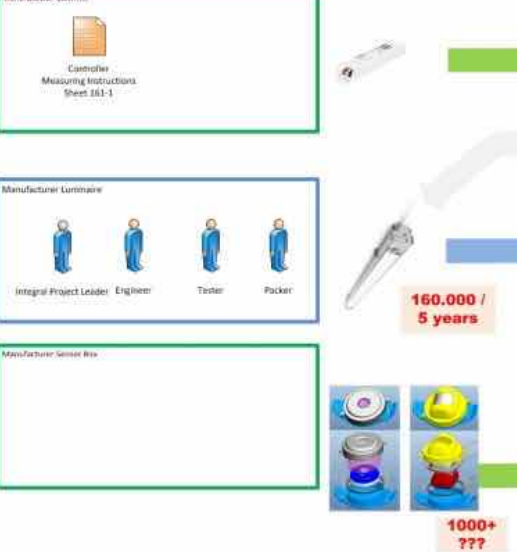 Controller
Measuring Instructions
Sheet 161-1
Manufacturer Luminaire
Integral Project Leader
Engineer
Tester
Packer
160.000 /
5 years
Manufacturer Sensor Box
1000+
???